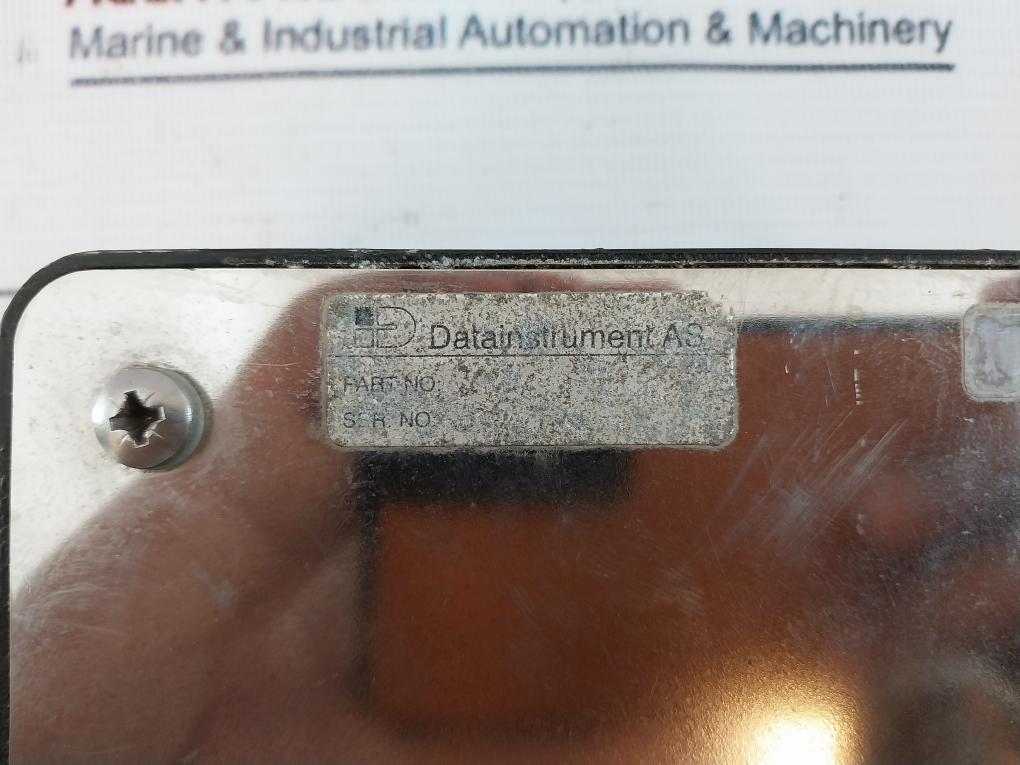 Marine & Industrial Automation & Machinery
Datainstrument AS
PART NO.
SER. NO.